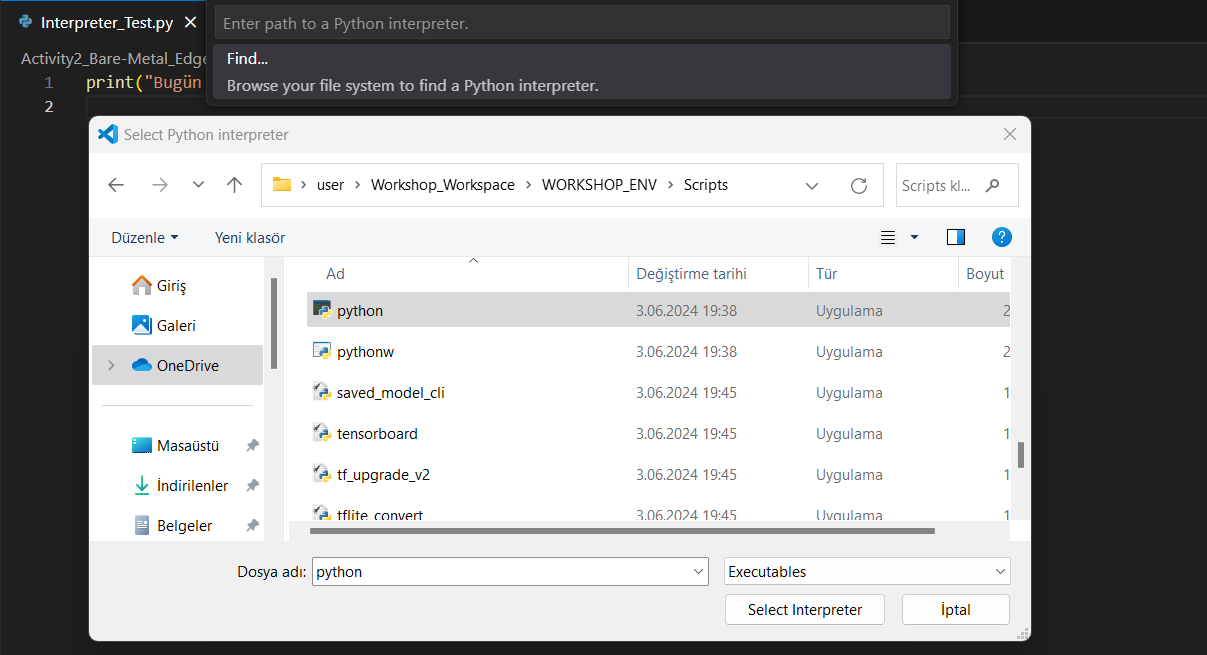 Interpreter_Test.py
Enter path to a Python interpreter.
Find...
Browse your file system to find a Python interpreter.
Activity2_Bare-Metal_Edge
1 print("Bugün
2
Select Python interpreter
user > Workshop_Workspace > WORKSHOP_ENV > Scripts
Scripts kl...
Düzenle
Yeni klasör
?
Giriş
Galeri
OneDrive
Masaüstü
İndirilenler
Belgeler
Ad Değiştirme tarihi Tür Boyut
python 3.06.2024 19:38 Uygulama 2
pythonw 3.06.2024 19:38 Uygulama 2
saved_model_cli 3.06.2024 19:45 Uygulama 1
tensorboard 3.06.2024 19:45 Uygulama 1
tf_upgrade_v2 3.06.2024 19:45 Uygulama 1
tflite_convert 3.06.2024 19:45 Uygulama 1
Dosya adı: python
Executables
Select Interpreter
İptal